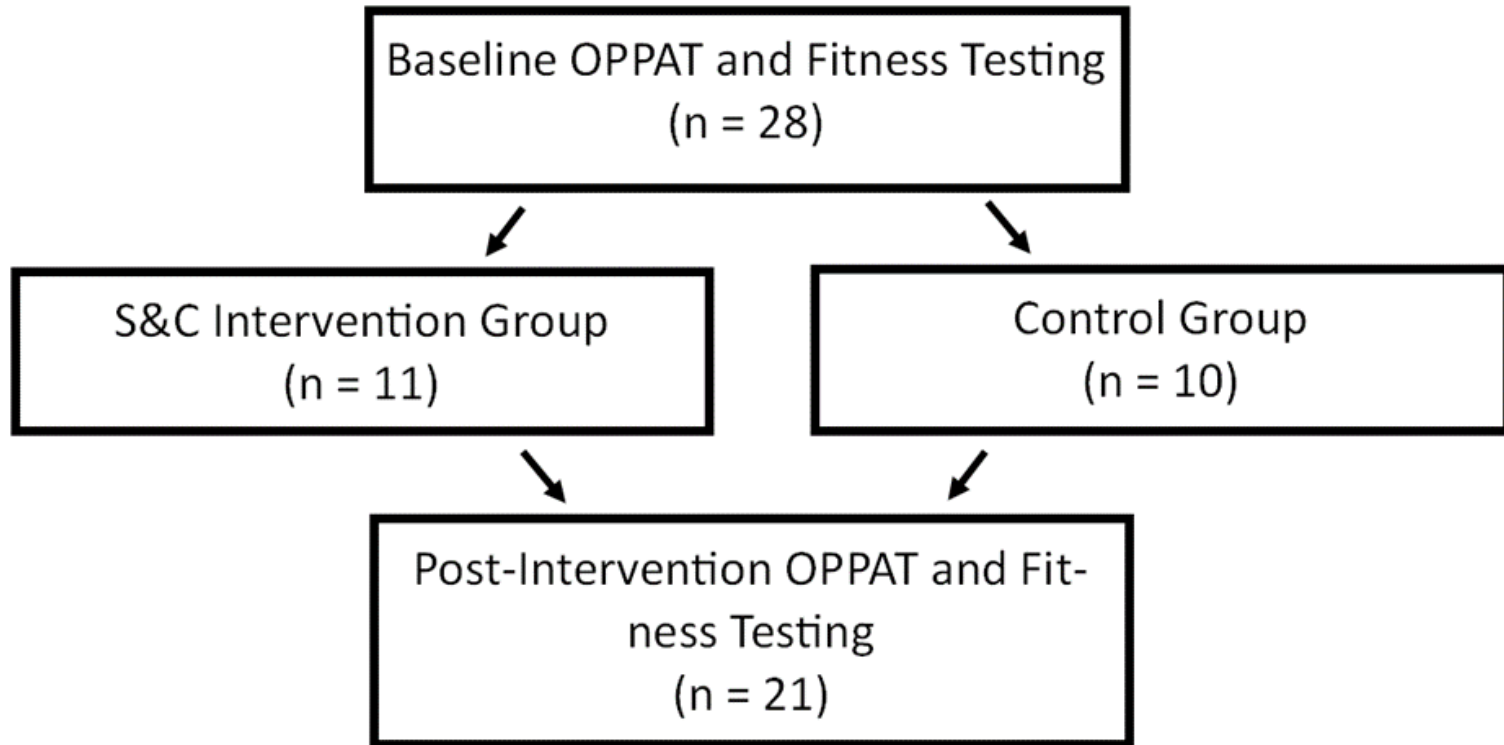 Baseline OPPAT and Fitness Testing
(n = 28)
S&C Intervention Group
(n = 11)
Control Group
(n = 10)
Post-Intervention OPPAT and Fit-
ness Testing
(n = 21)